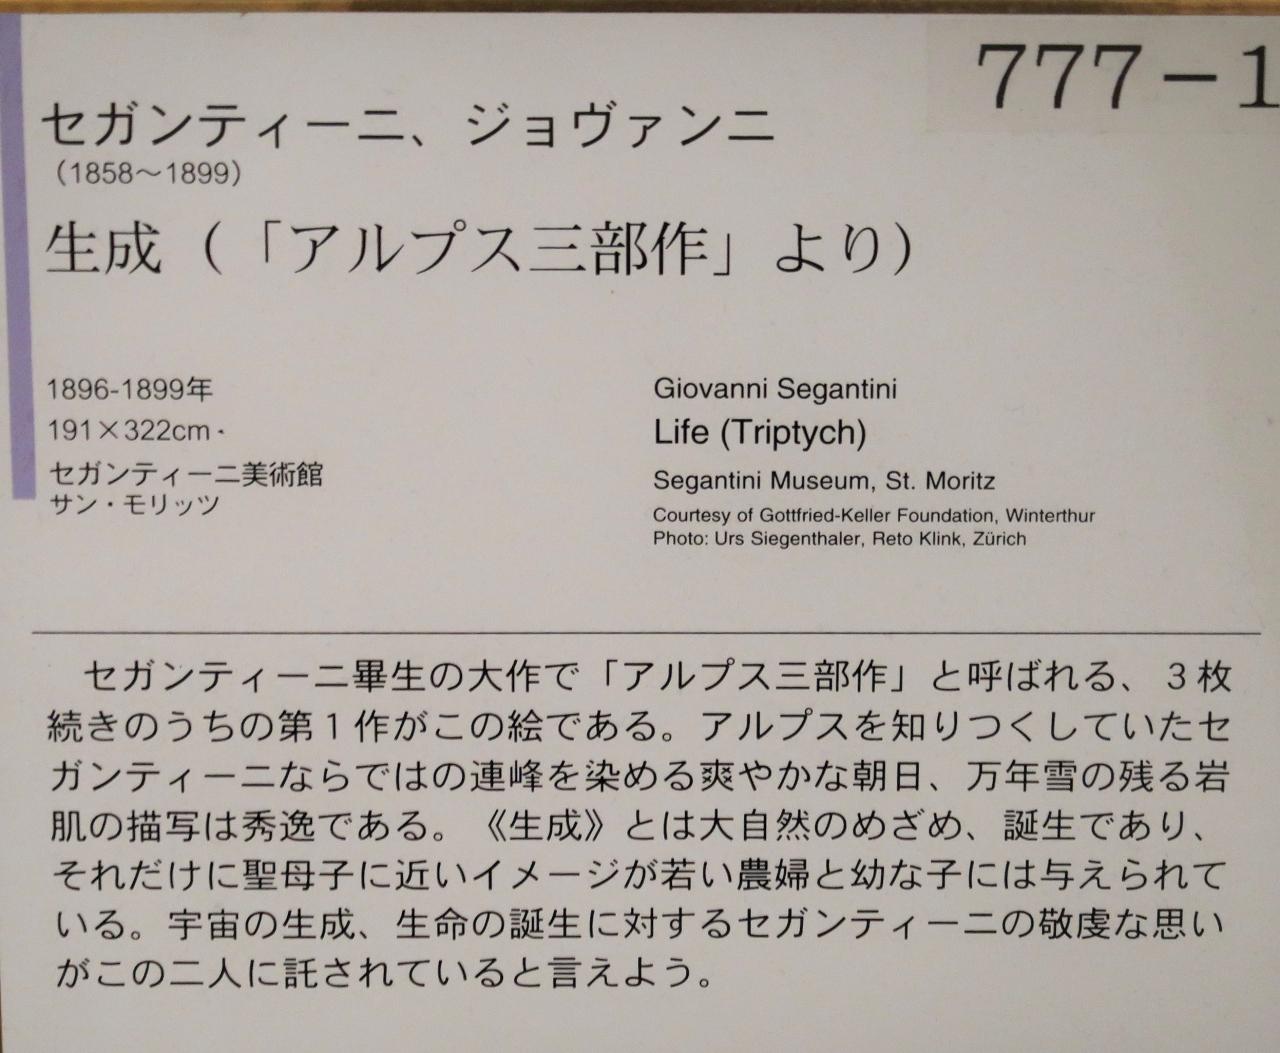 777－1
セガンティーニ、ジョヴァンニ
（1858～1899）
生成（「アルプス三部作」より）
1896-1899年
191×322cm・
セガンティーニ美術館
サン・モリッツ
Giovanni Segantini
Life (Triptych)
Segantini Museum, St. Moritz
Courtesy of Gottfried-Keller Foundation, Winterthur
Photo: Urs Siegenthaler, Reto Klink, Zürich
セガンティーニ畢生の大作で「アルプス三部作」と呼ばれる、３枚
続きのうちの第１作がこの絵である。アルプスを知りつくしていたセ
ガンティーニならではの連峰を染める爽やかな朝日、万年雪の残る岩
肌の描写は秀逸である。《生成》とは大自然のめざめ、誕生であり、
それだけに聖母子に近いイメージが若い農婦と幼な子には与えられて
いる。宇宙の生成、生命の誕生に対するセガンティーニの敬虔な思い
がこの二人に託されていると言えよう。